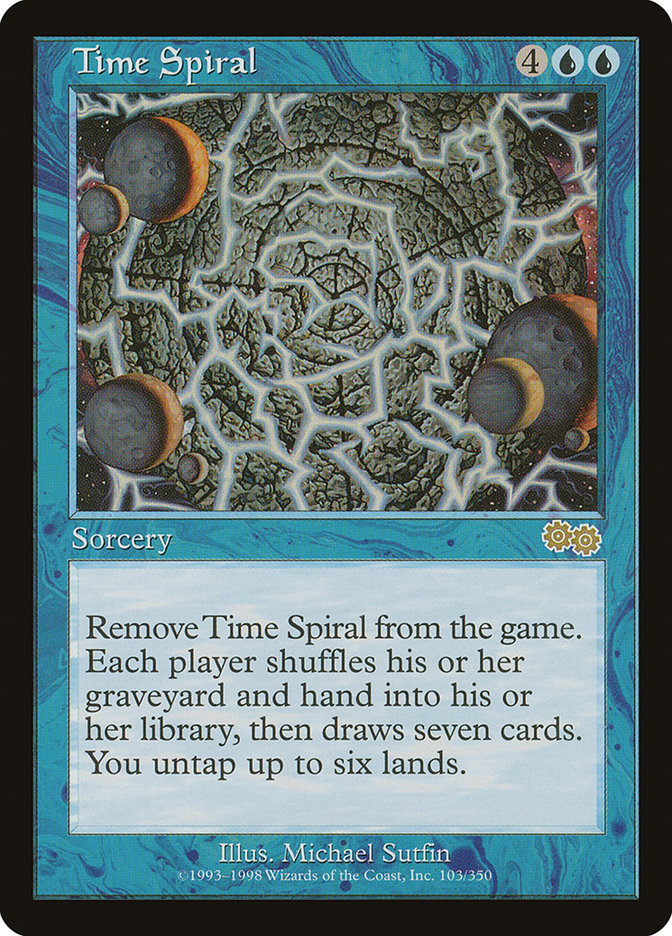 Time Spiral 4
Sorcery
Remove Time Spiral from the game.
Each player shuffles his or her
graveyard and hand into his or
her library, then draws seven cards.
You untap up to six lands.
Illus. Michael Sutfin
©1993–1998 Wizards of the Coast, Inc. 103/350